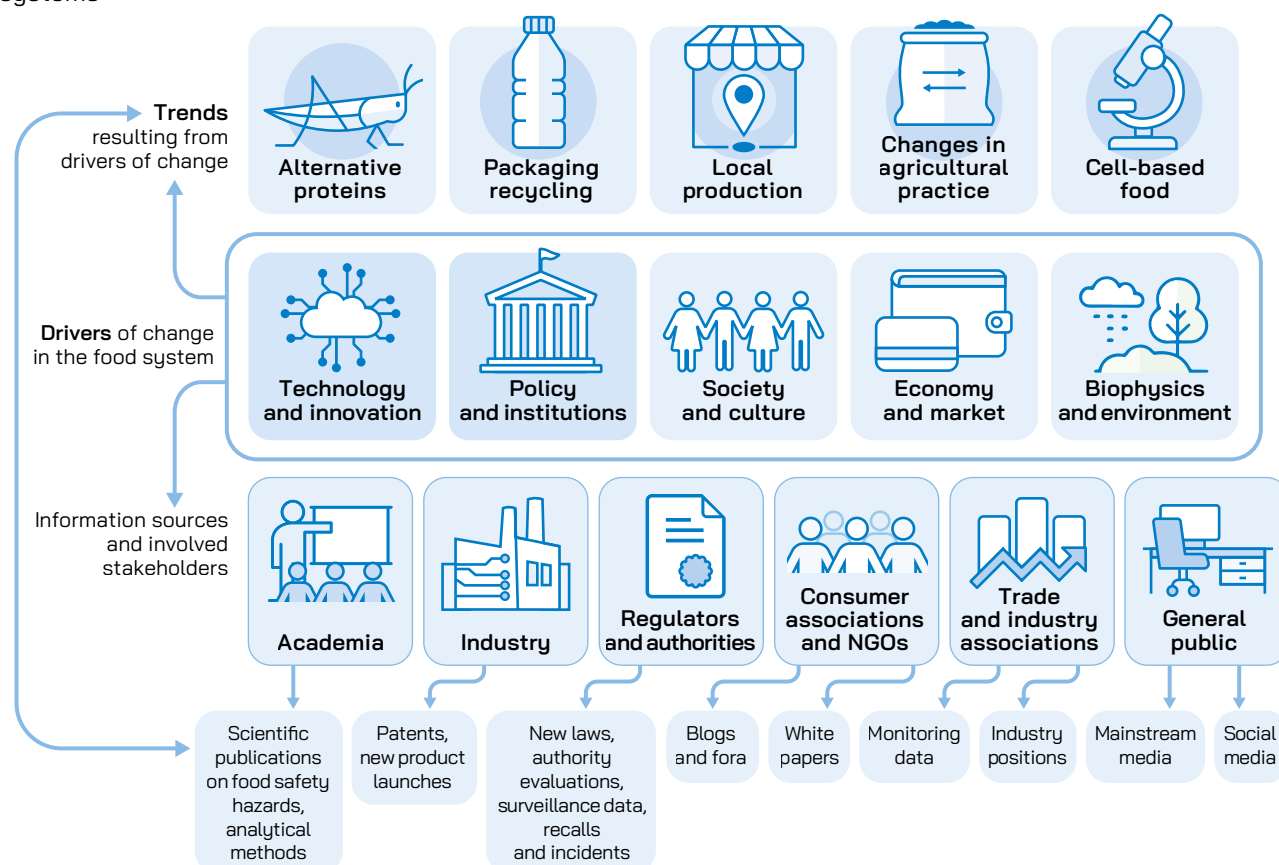 Trends
resulting from
drivers of change
Alternative
proteins
Packaging
recycling
Local
production
Changes in
agricultural
practice
Cell-based
food
Drivers of change
in the food system
Technology
and innovation
Policy
and institutions
Society
and culture
Economy
and market
Biophysics
and environment
Information sources
and involved
stakeholders
Academia
Industry
Regulators
and authorities
Consumer
associations
and NGOs
Trade
and industry
associations
General
public
Scientific
publications
on food safety
hazards,
analytical
methods
Patents,
new product
launches
New laws,
authority
evaluations,
surveillance data,
recalls
and incidents
Blogs
and fora
White
papers
Monitoring
data
Industry
positions
Mainstream
media
Social
media